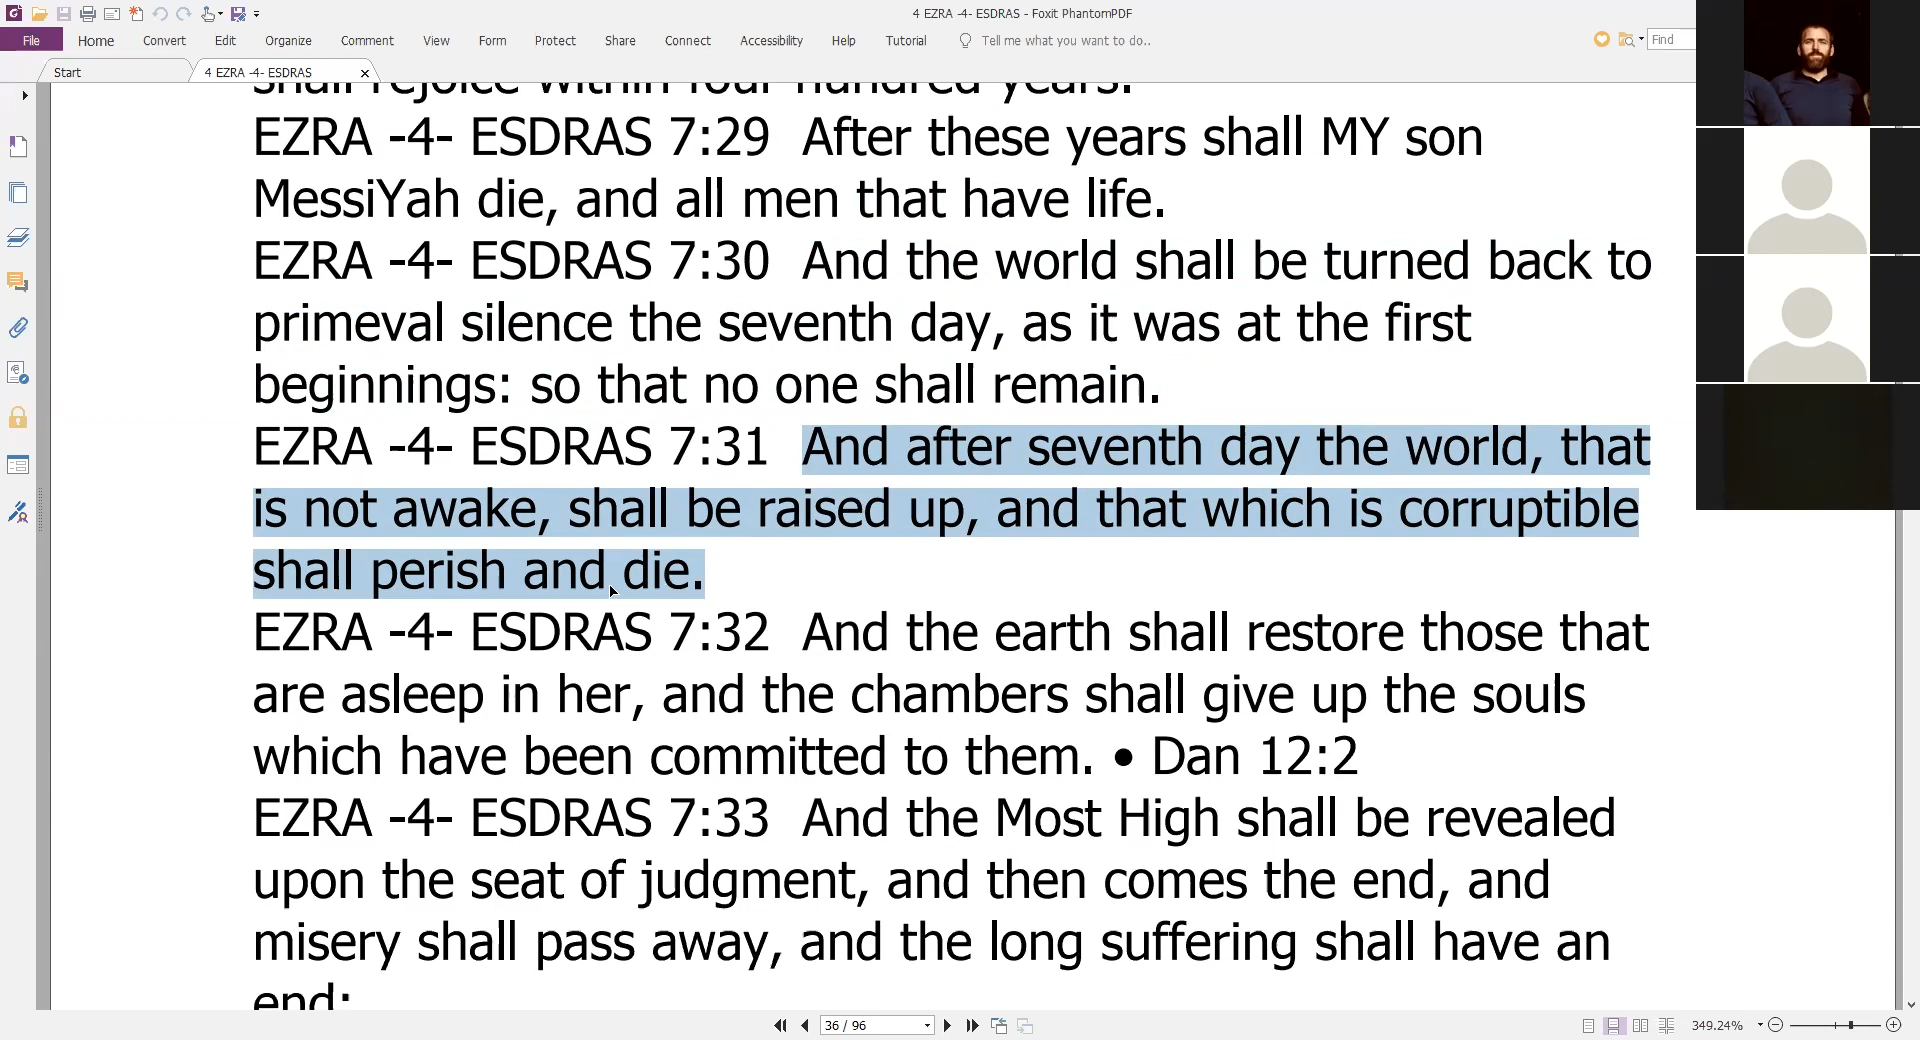 4 EZRA -4- ESDRAS - Foxit PhantomPDF
File Home Convert Edit Organize Comment View Form Protect Share Connect Accessibility Help Tutorial Tell me what you want to do.. Find
Start 4 EZRA -4- ESDRAS
shall rejoice within four hundred years.
EZRA -4- ESDRAS 7:29 After these years shall MY son
MessiYah die, and all men that have life.
EZRA -4- ESDRAS 7:30 And the world shall be turned back to
primeval silence the seventh day, as it was at the first
beginnings: so that no one shall remain.
EZRA -4- ESDRAS 7:31 And after seventh day the world, that
is not awake, shall be raised up, and that which is corruptible
shall perish and die.
EZRA -4- ESDRAS 7:32 And the earth shall restore those that
are asleep in her, and the chambers shall give up the souls
which have been committed to them. • Dan 12:2
EZRA -4- ESDRAS 7:33 And the Most High shall be revealed
upon the seat of judgment, and then comes the end, and
misery shall pass away, and the long suffering shall have an
end:
36 / 96 349.24%